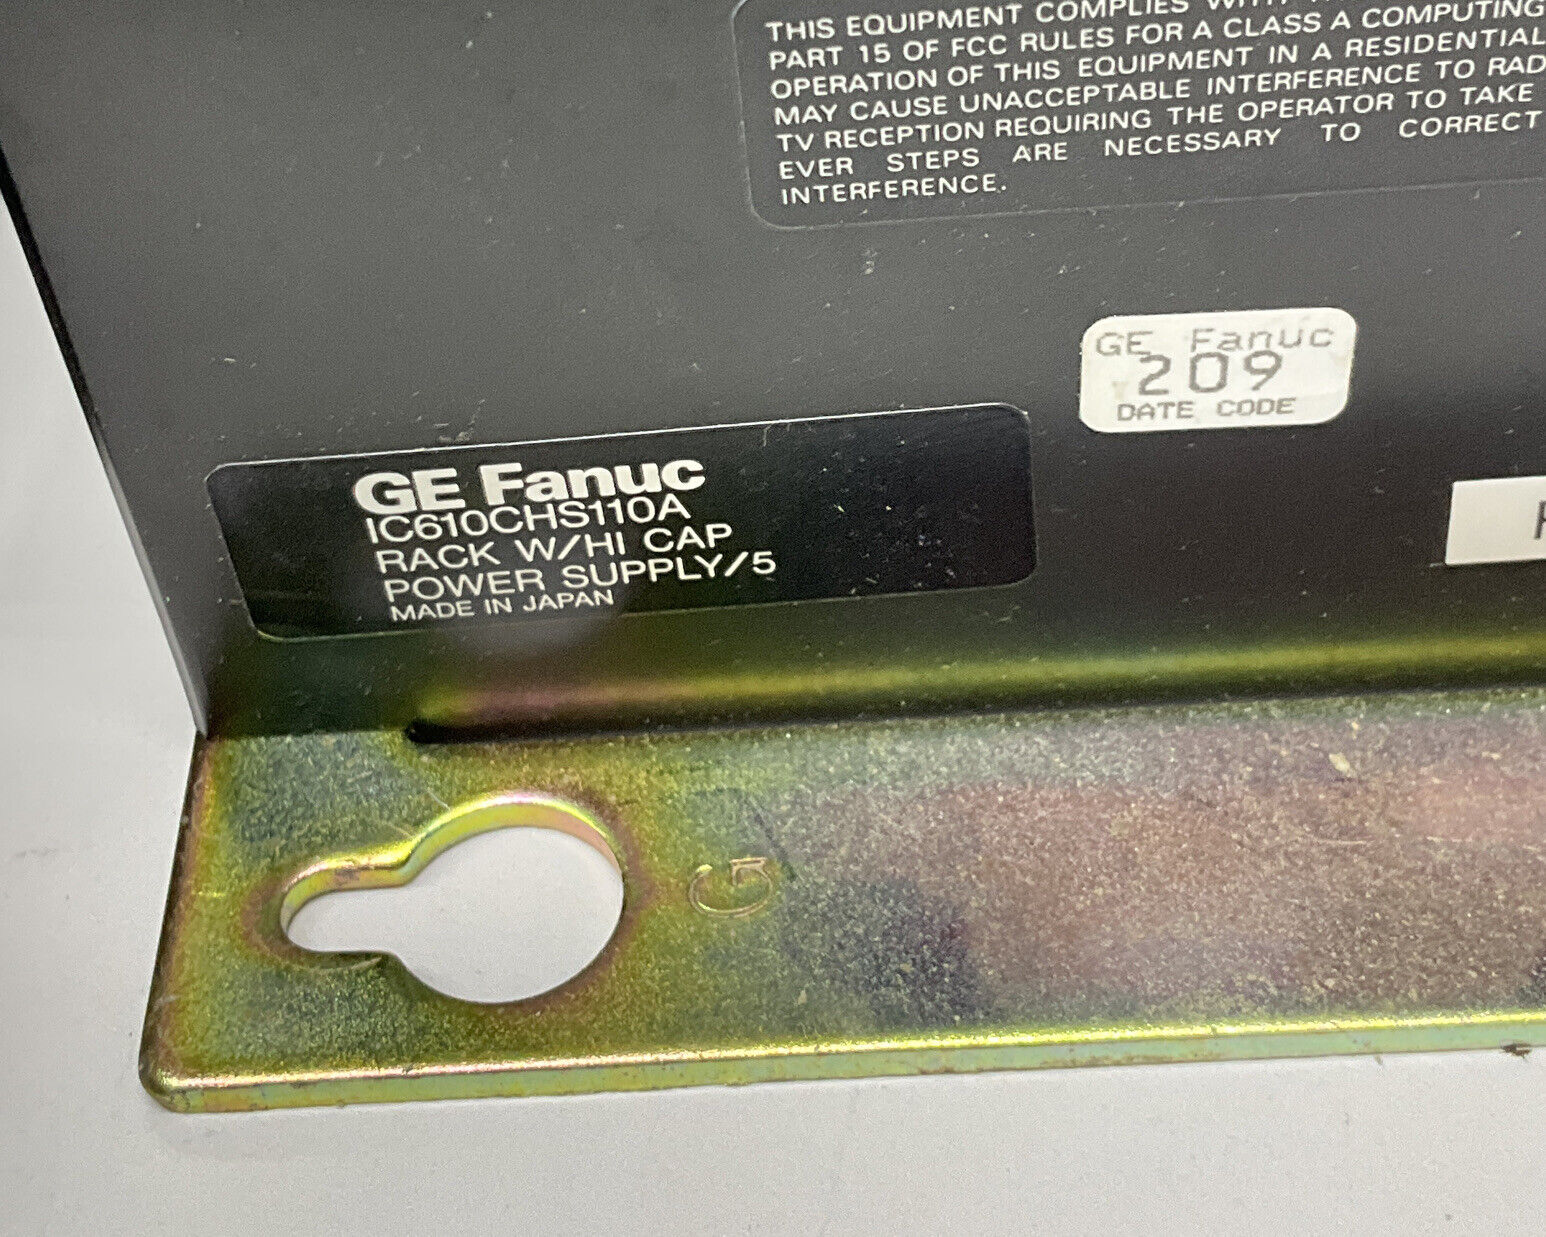 THIS EQUIPMENT COMPLIES
PART 15 OF FCC RULES FOR A CLASS A COMPUTING
OPERATION OF THIS EQUIPMENT IN A RESIDENTIAL
MAY CAUSE UNACCEPTABLE INTERFERENCE TO RAD
TV RECEPTION REQUIRING THE OPERATOR TO TAKE
EVER STEPS ARE NECESSARY TO CORRECT
INTERFERENCE.
GE Fanuc
209
DATE CODE
GE Fanuc
IC610CHS110A
RACK W/HI CAP
POWER SUPPLY/5
MADE IN JAPAN
G